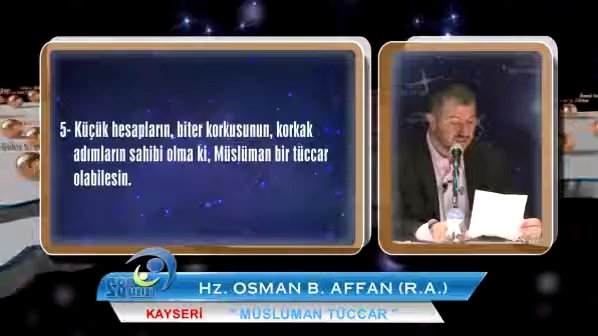 5- Küçük hesapların, biter korkusunun, korkak
adımların sahibi olma ki, Müslüman bir tüccar
olabilesin.
Hz. OSMAN B. AFFAN (R.A.)
KAYSERİ " MÜSLÜMAN TÜCCAR "